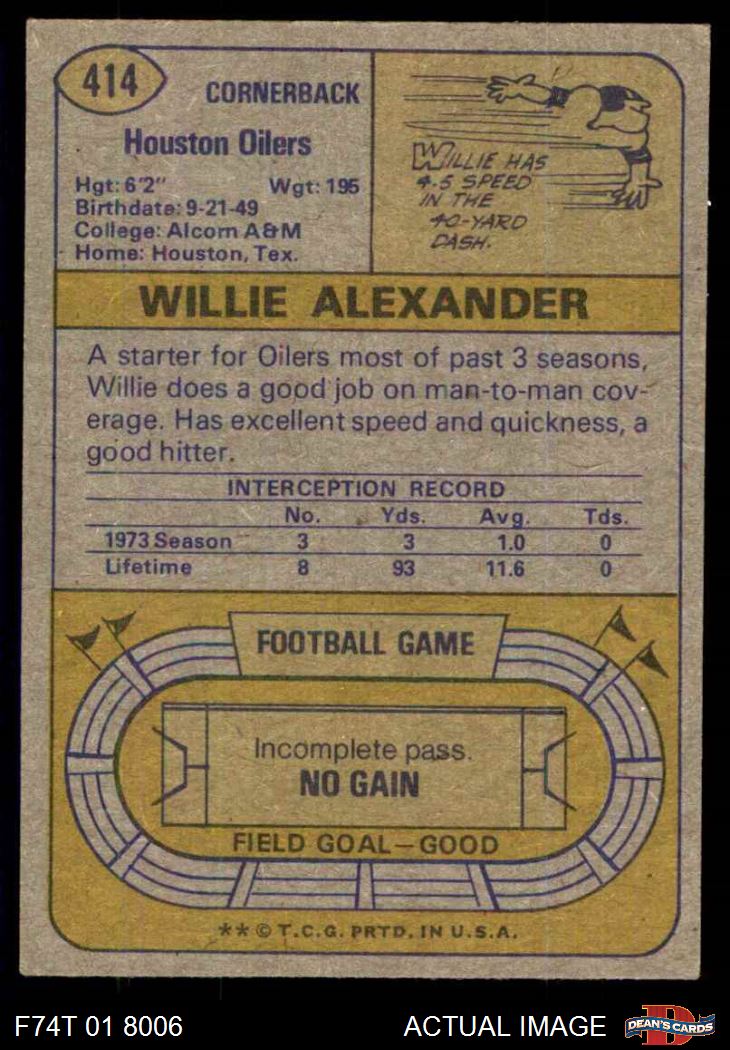 414
CORNERBACK
Houston Oilers
Hgt: 6'2" Wgt: 195
Birthdate: 9-21-49
College: Alcorn A&M
Home: Houston, Tex.
WILLIE HAS
4.5 SPEED
IN THE
40-YARD
DASH.
WILLIE ALEXANDER
A starter for Oilers most of past 3 seasons,
Willie does a good job on man-to-man cov-
erage. Has excellent speed and quickness, a
good hitter.
INTERCEPTION RECORD
No. Yds. Avg. Tds.
1973 Season 3 3 1.0 0
Lifetime 8 93 11.6 0
FOOTBALL GAME
Incomplete pass.
NO GAIN
FIELD GOAL—GOOD
**© T.C.G. PRTD. IN U.S.A.
F74T 01 8006 ACTUAL IMAGE
D
DEAN'S CARDS